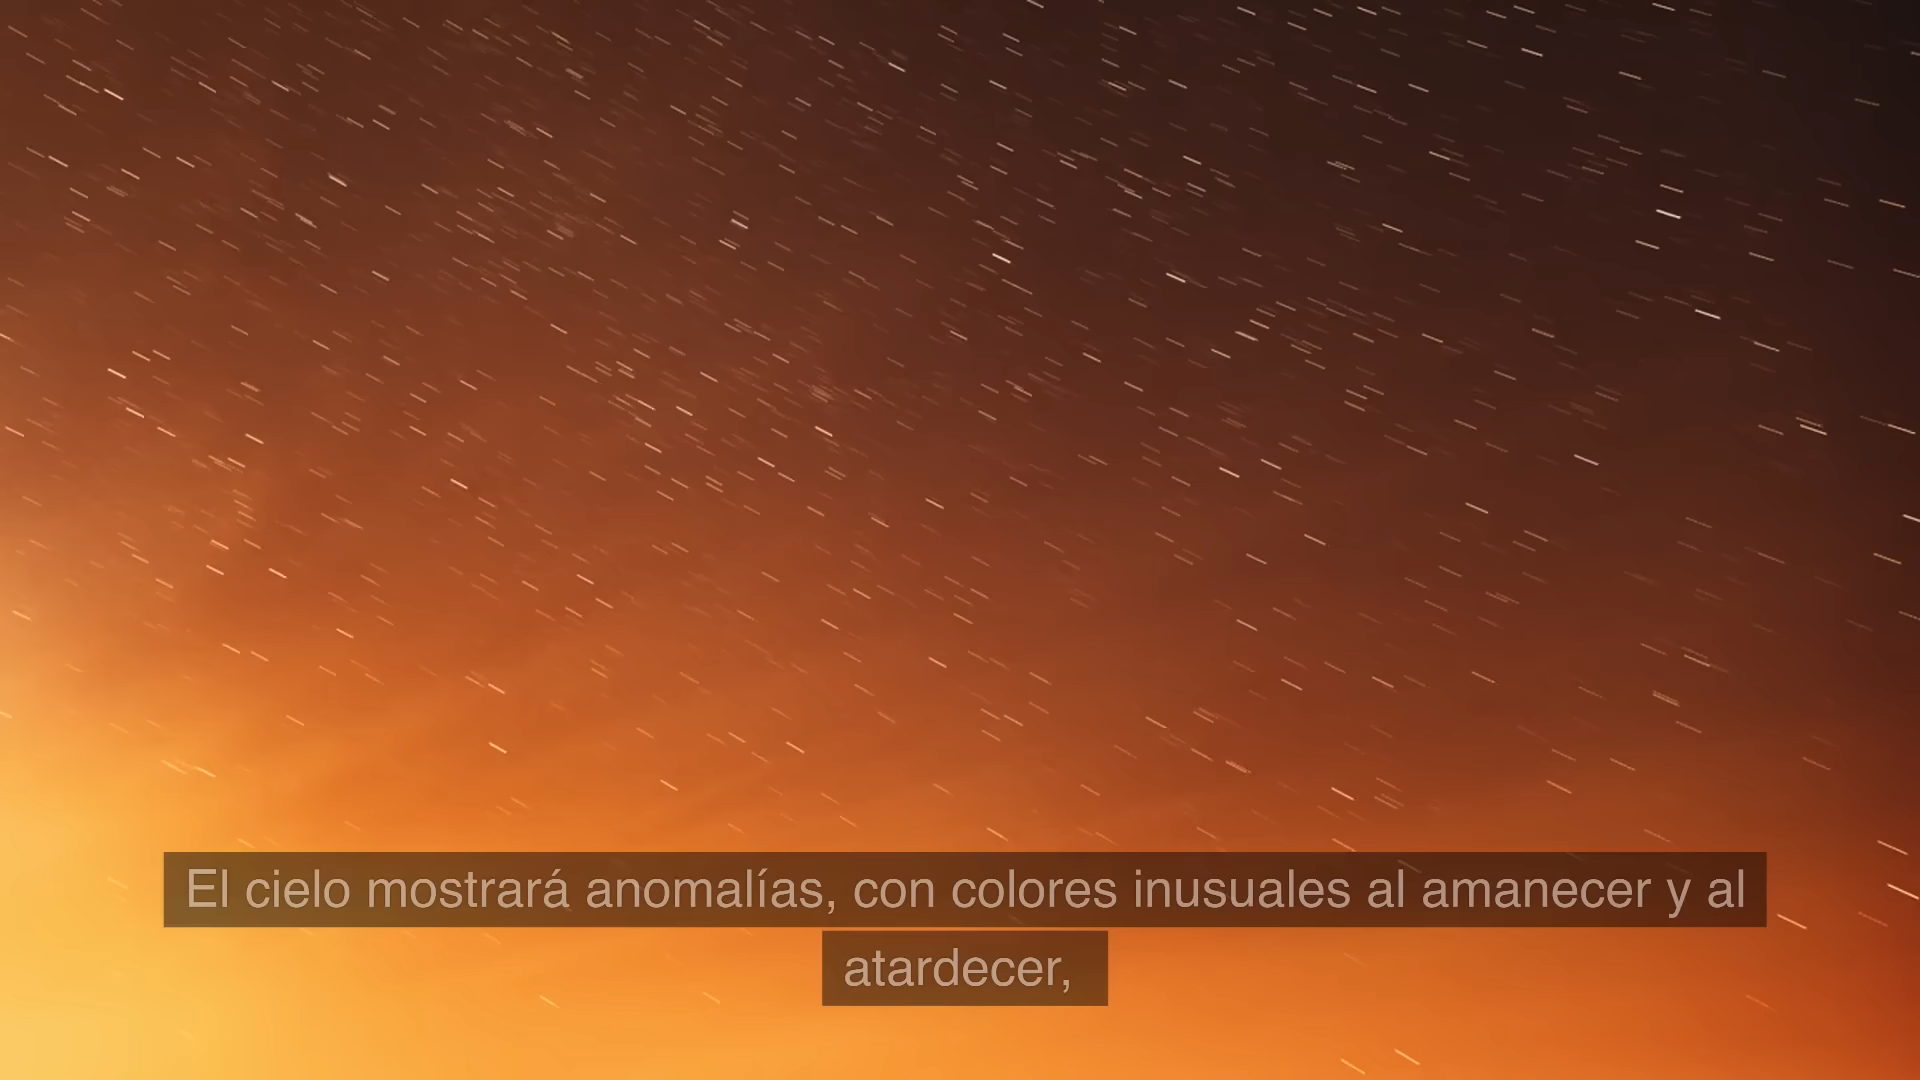 El cielo mostrará anomalías, con colores inusuales al amanecer y al
atardecer,